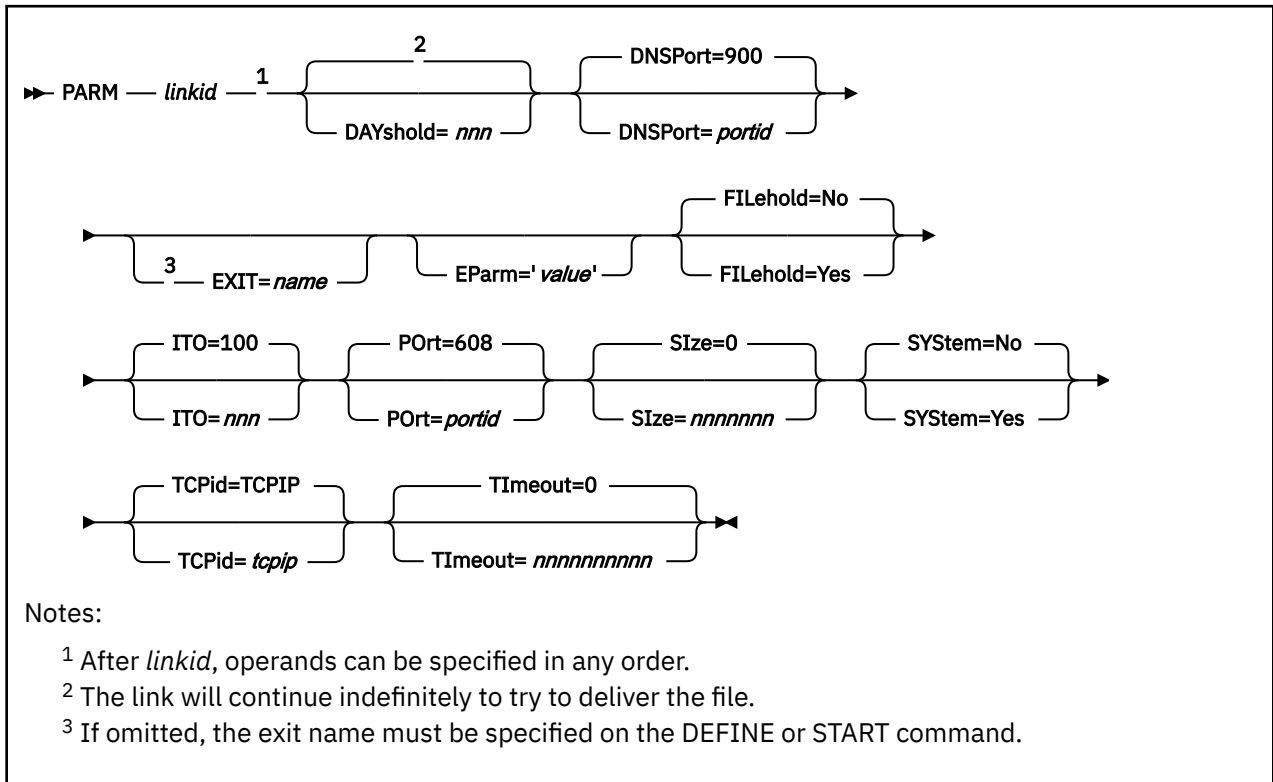 2 DNSPort=900
PARM linkid 1
DAYshold= nnn DNSPort= portid
FILehold=No
3 EXIT=name EParm=' value' FILehold=Yes
ITO=100 POrt=608 SIze=0 SYStem=No
ITO=nnn POrt=portid SIze= nnnnnnn SYStem=Yes
TCPid=TCPIP TImeout=0
TCPid= tcpip TImeout= nnnnnnnnnn
Notes:
1 After linkid, operands can be specified in any order.
2 The link will continue indefinitely to try to deliver the file.
3 If omitted, the exit name must be specified on the DEFINE or START command.